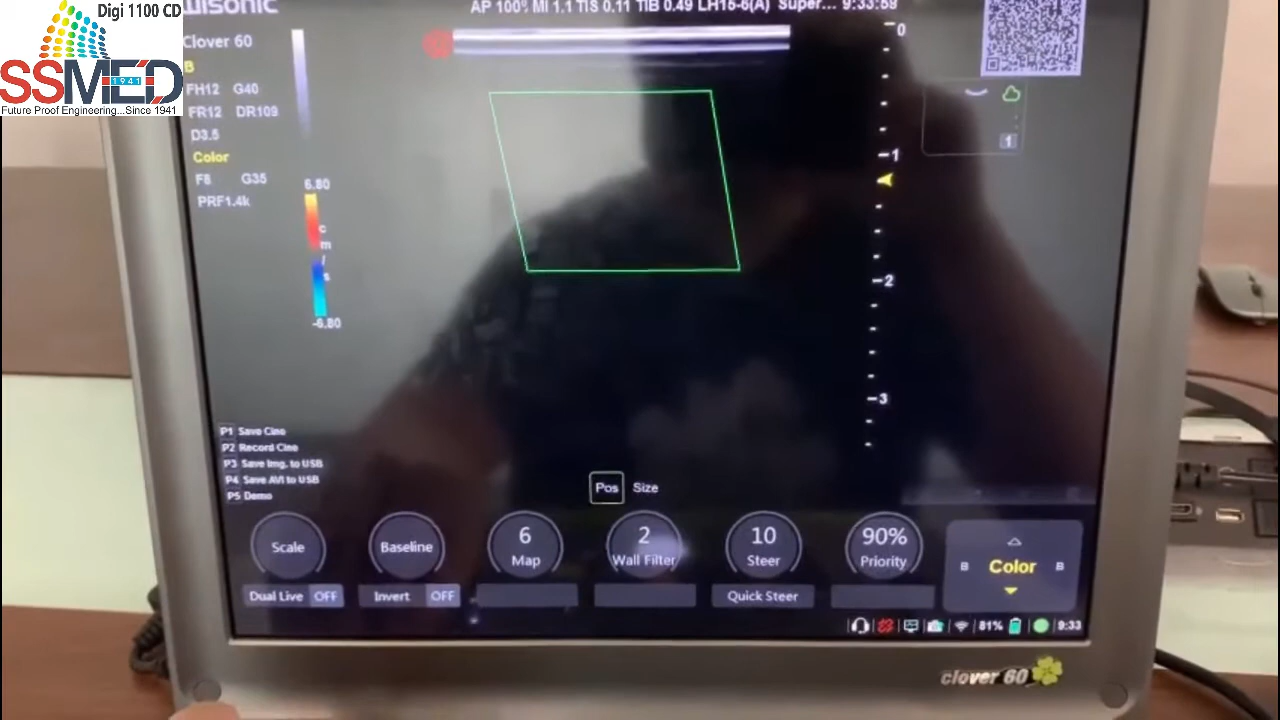 Digi 1100 CD
SSMED
1941
Future Proof Engineering...Since 1941
WISONIC
AP 100% MI 1.1 TIS 0.11 TIB 0.49 LH15-6(A) Super... 9:33:59
Clover 60
B
FH12 G40
FR12 DR109
D3.5
Color
F8 G35
PRF1.4k
6.80
c
m
/
s
-6.80
0
1
2
3
1
P1 Save Cine
P2 Record Cine
P3 Save Img. to USB
P4 Save AVI to USB
P5 Demo
Pos Size
Scale
Baseline
6
Map
2
Wall Filter
10
Steer
90%
Priority
B Color B
Dual Live OFF
Invert OFF
Quick Steer
81% 9:33
clover 60